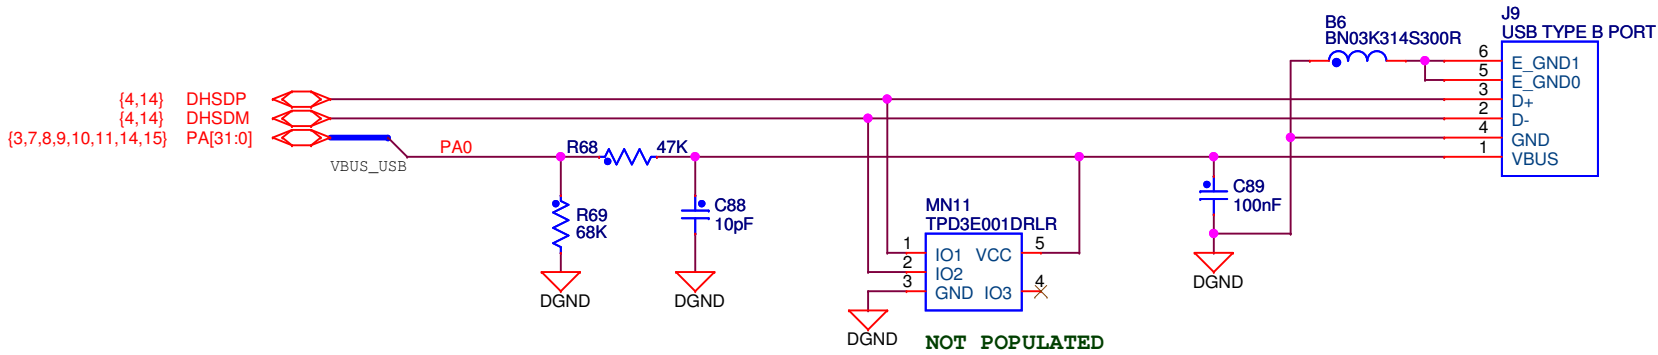 J9
USB TYPE B PORT
B6
BN03K314S300R
6 E_GND1
5 E_GND0
{4,14} DHSDP
3 D+
{4,14} DHSDM
2 D-
{3,7,8,9,10,11,14,15} PA[31:0]
4 GND
PA0
R68 47K
1 VBUS
VBUS_USB
R69
68K
C88
10pF
C89
100nF
MN11
TPD3E001DRLR
1 IO1 VCC 5
2 IO2
3 GND IO3 4
DGND
DGND
DGND
DGND
NOT POPULATED